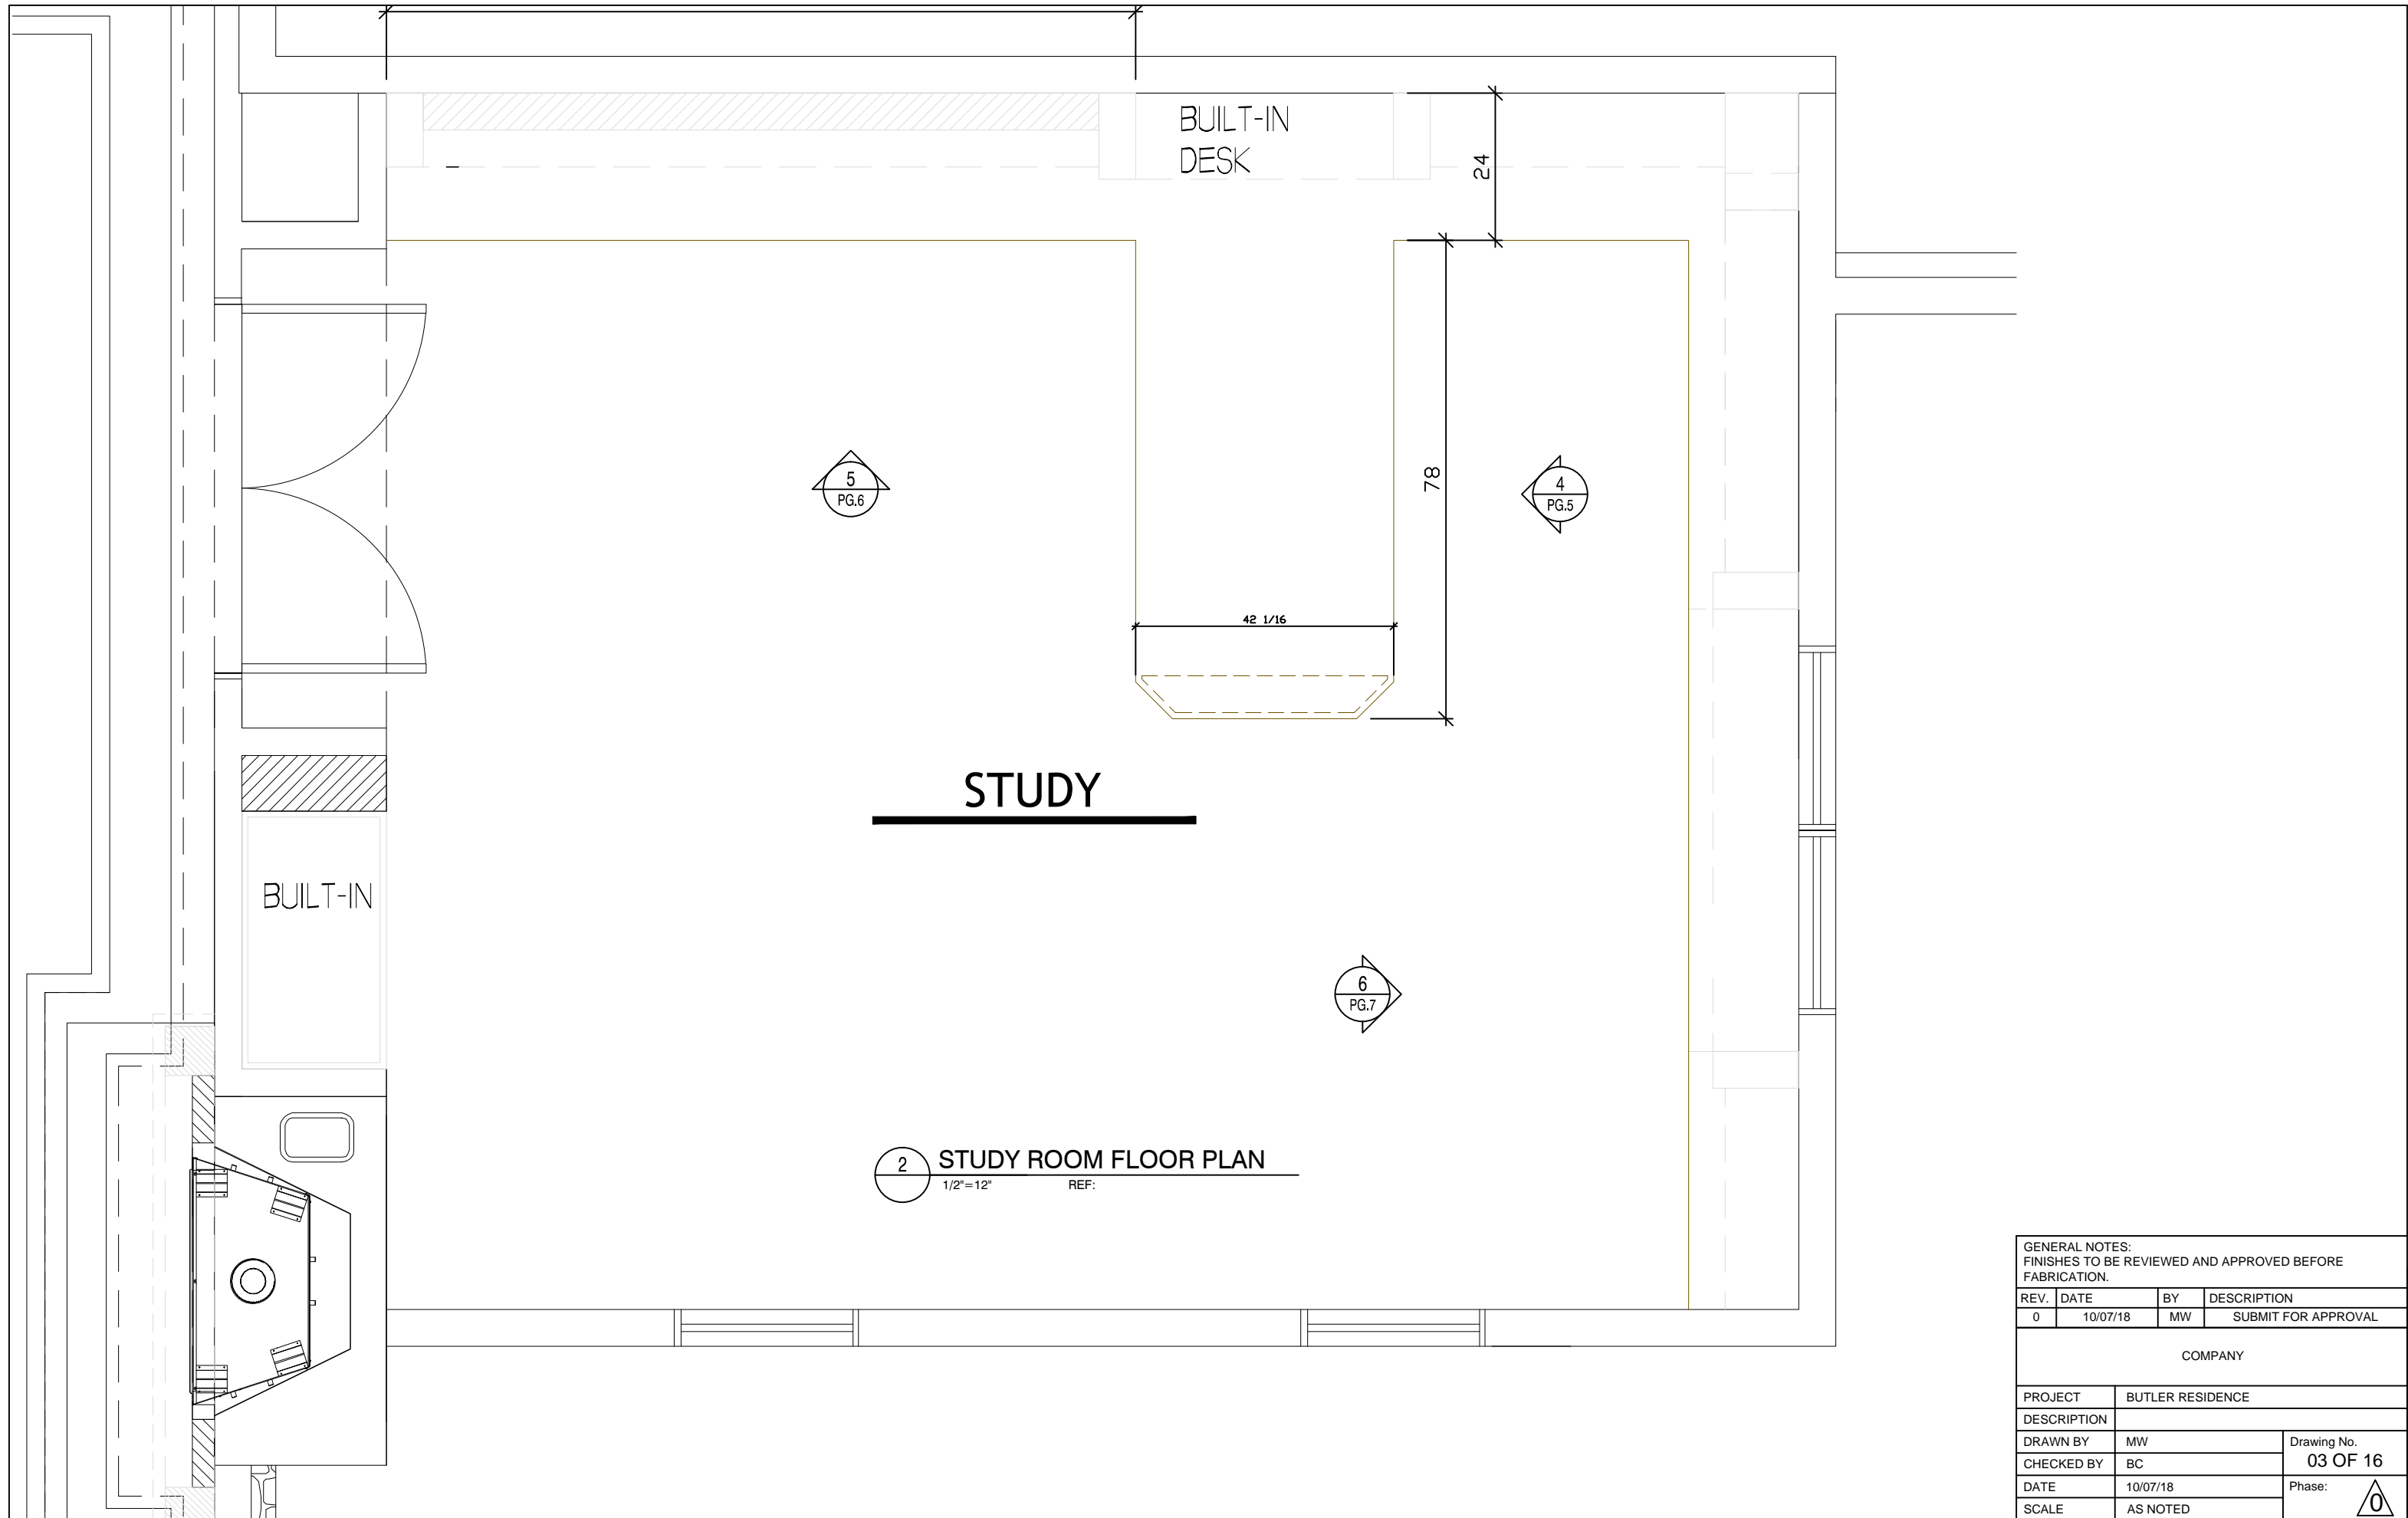 BUILT-IN
DESK
24
78
5
PG.6
4
PG.5
42 1/16
STUDY
BUILT-IN
6
PG.7
2
STUDY ROOM FLOOR PLAN
1/2"=12" REF:
GENERAL NOTES:
FINISHES TO BE REVIEWED AND APPROVED BEFORE
FABRICATION.
REV. DATE BY DESCRIPTION
0 10/07/18 MW SUBMIT FOR APPROVAL
COMPANY
PROJECT BUTLER RESIDENCE
DESCRIPTION
DRAWN BY MW
CHECKED BY BC
Drawing No.
03 OF 16
DATE 10/07/18
SCALE AS NOTED
Phase:
0